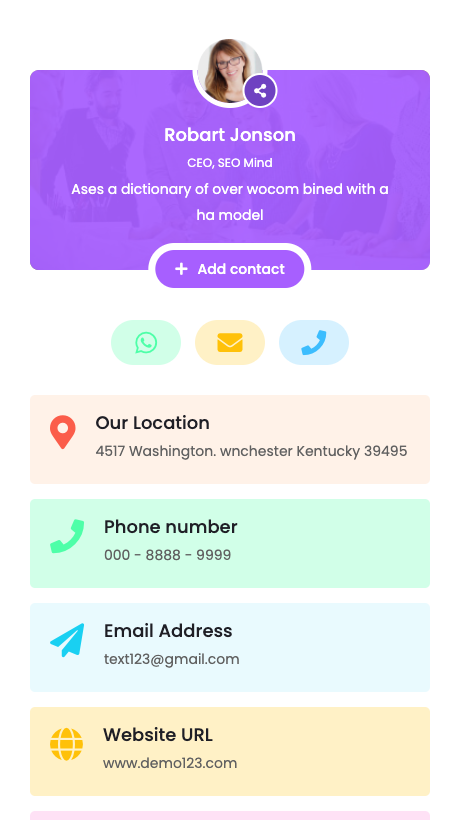 Robart Jonson
CEO, SEO Mind
Ases a dictionary of over wocom bined with a
ha model
Add contact
Our Location
4517 Washington. wnchester Kentucky 39495
Phone number
000 - 8888 - 9999
Email Address
text123@gmail.com
Website URL
www.demo123.com